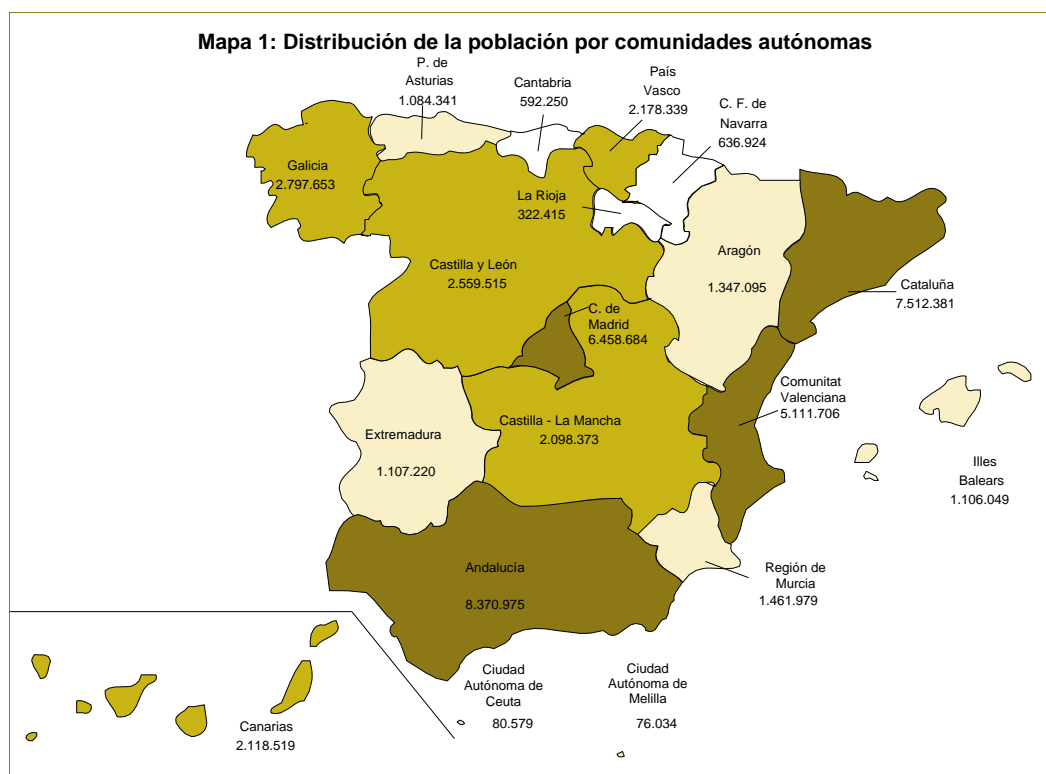 Mapa 1: Distribución de la población por comunidades autónomas
P. de
Asturias
1.084.341
Cantabria
592.250
País
Vasco
2.178.339
C. F. de
Navarra
636.924
Galicia
2.797.653
La Rioja
322.415
Castilla y León
2.559.515
Aragón
1.347.095
Cataluña
7.512.381
C. de
Madrid
6.458.684
Comunitat
Valenciana
5.111.706
Castilla - La Mancha
2.098.373
Extremadura
1.107.220
Illes
Balears
1.106.049
Andalucía
8.370.975
Región de
Murcia
1.461.979
Ciudad
Autónoma de
Ceuta
80.579
Ciudad
Autónoma de
Melilla
76.034
Canarias
2.118.519